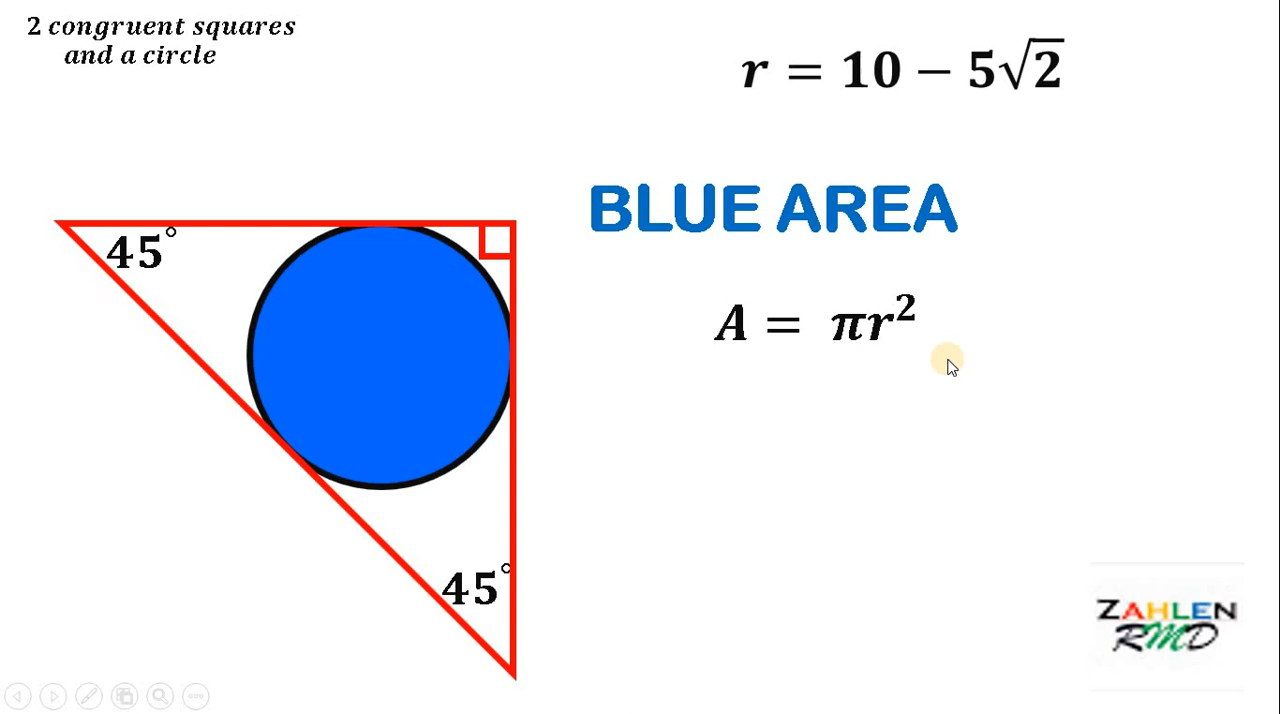 2 congruent squares
and a circle
r = 10 − 5√2
BLUE AREA
45°
A = πr²
45°
ZAHLEN
RMD